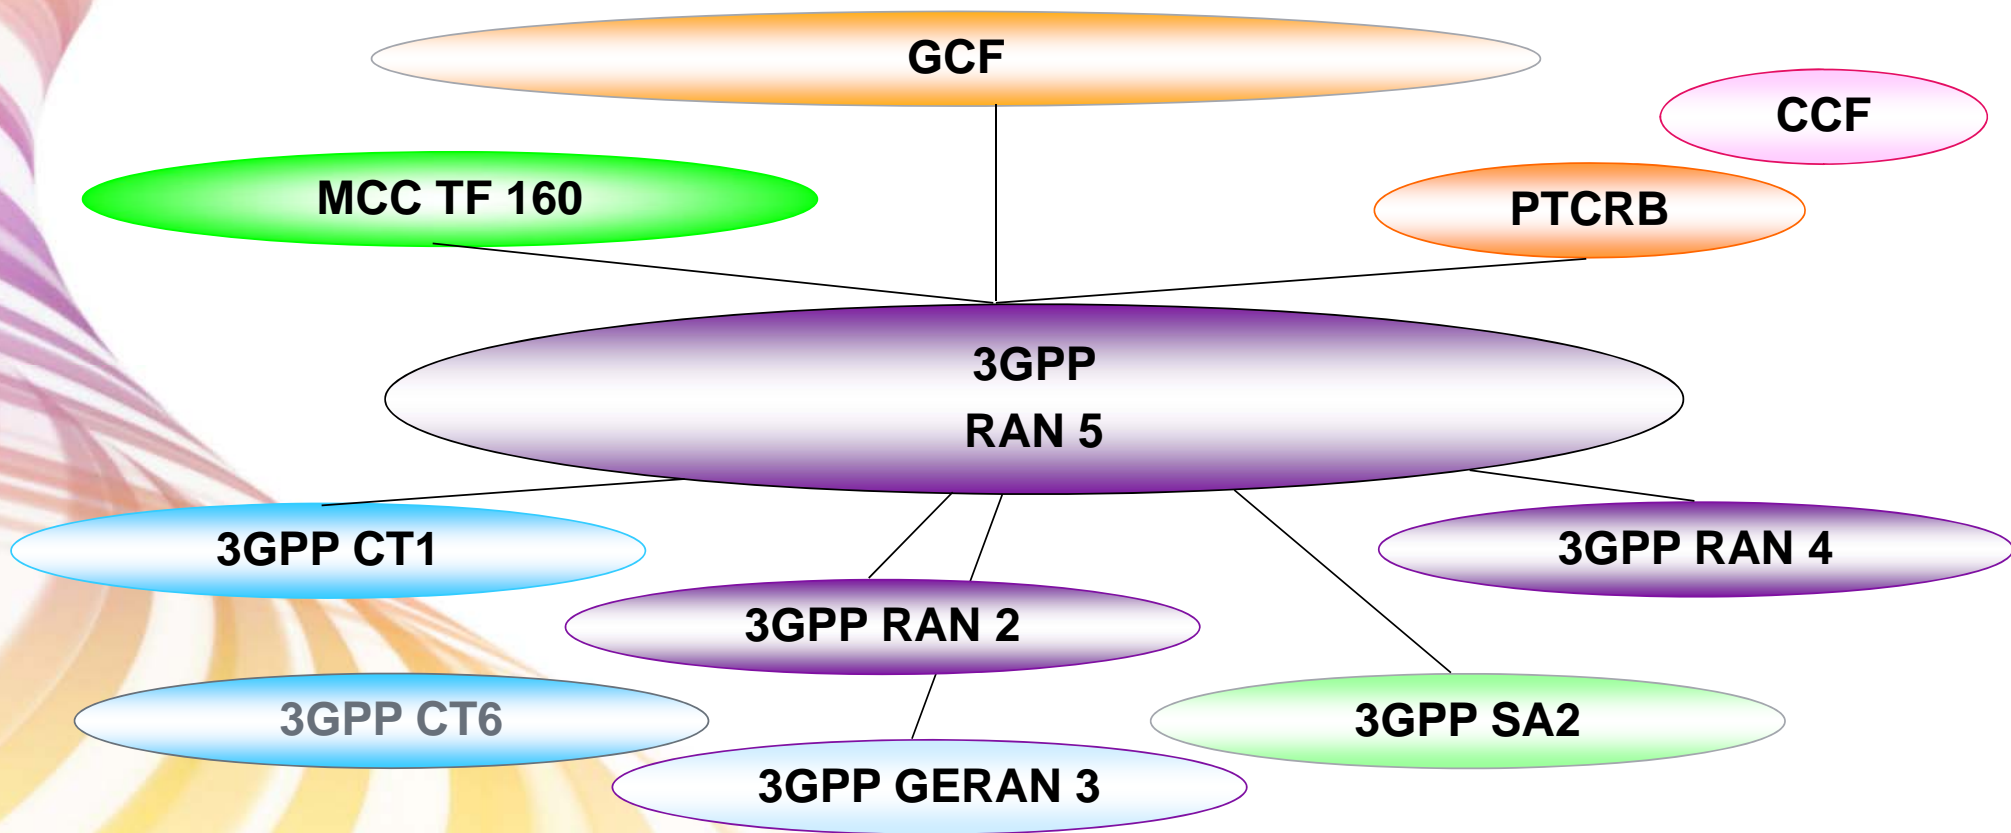 GCF
CCF
MCC TF 160
PTCRB
3GPP
RAN 5
3GPP CT1
3GPP RAN 4
3GPP RAN 2
3GPP CT6
3GPP SA2
3GPP GERAN 3